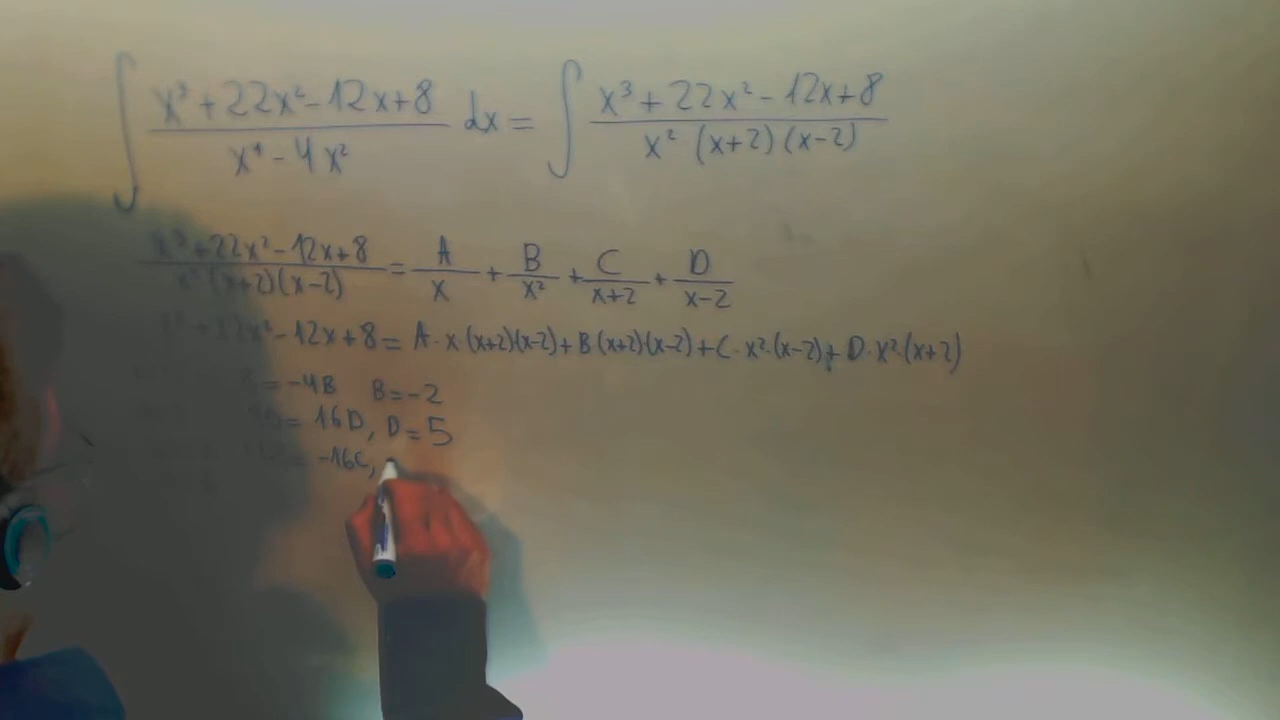 ∫ x³+22x²-12x+8 / x⁴-4x² dx = ∫ x³+22x²-12x+8 / x² (x+2)(x-2)
x³+22x²-12x+8 / x²(x+2)(x-2) = A/x + B/x² + C/x+2 + D/x-2
-12x+8 = A·x(x+2)(x-2)+B(x+2)(x-2)+C·x²·(x-2)+D·x²·(x+2)
= -4B B=-2
= 16D, D=5
-16C,